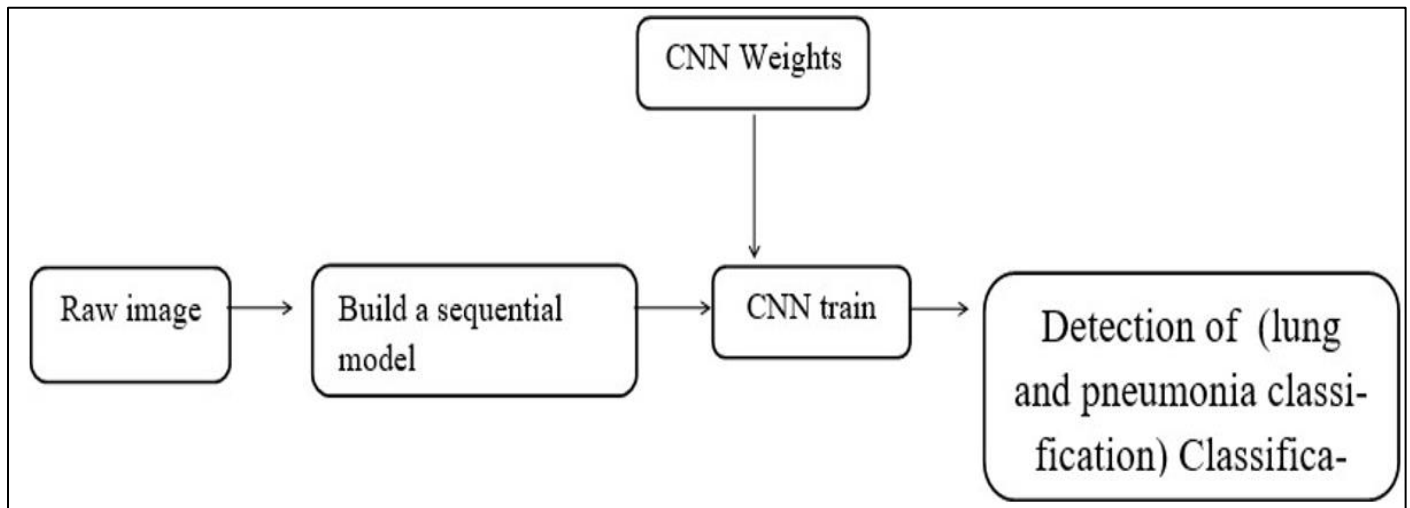 CNN Weights
Raw image
Build a sequential
model
CNN train
Detection of (lung
and pneumonia classi-
fication) Classifica-